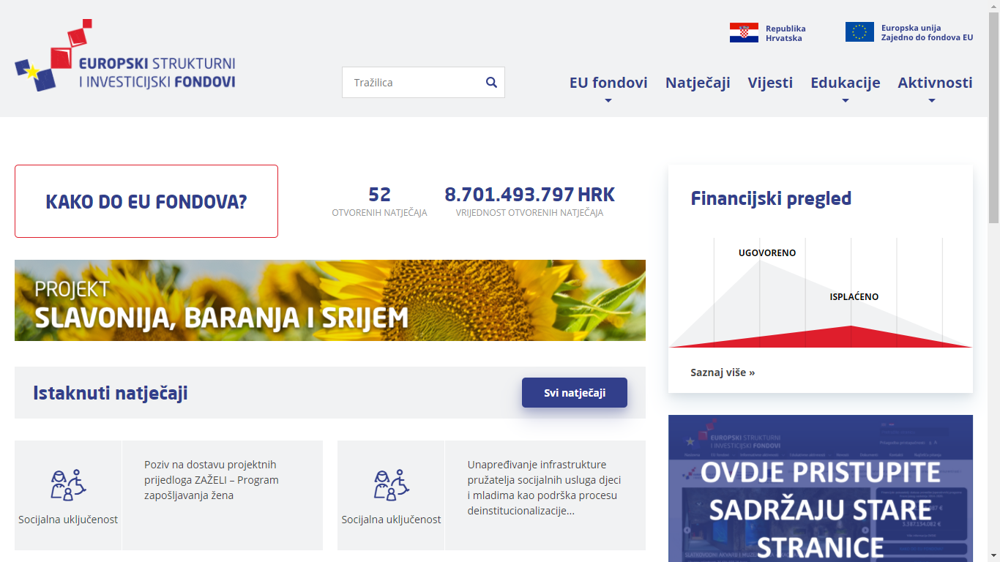 EUROPSKI STRUKTURNI
I INVESTICIJSKI FONDOVI
Republika
Hrvatska
Europska unija
Zajedno do fondova EU
Tražilica
EU fondovi
Natječaji
Vijesti
Edukacije
Aktivnosti
KAKO DO EU FONDOVA?
52
OTVORENIH NATJEČAJA
8.701.493.797 HRK
VRIJEDNOST OTVORENIH NATJEČAJA
PROJEKT
SLAVONIJA, BARANJA I SRIJEM
Istaknuti natječaji
Svi natječaji
Socijalna uključenost
Poziv na dostavu projektnih
prijedloga ZAŽELI – Program
zapošljavanja žena
Socijalna uključenost
Unapređivanje infrastrukture
pružatelja socijalnih usluga djeci
i mladima kao podrška procesu
deinstitucionalizacije...
Financijski pregled
UGOVORENO
ISPLAĆENO
Saznaj više »
EUROPSKI STRUKTURNI
I INVESTICIJSKI FONDOVI
OVDJE PRISTUPITE
SADRŽAJU STARE
STRANICE